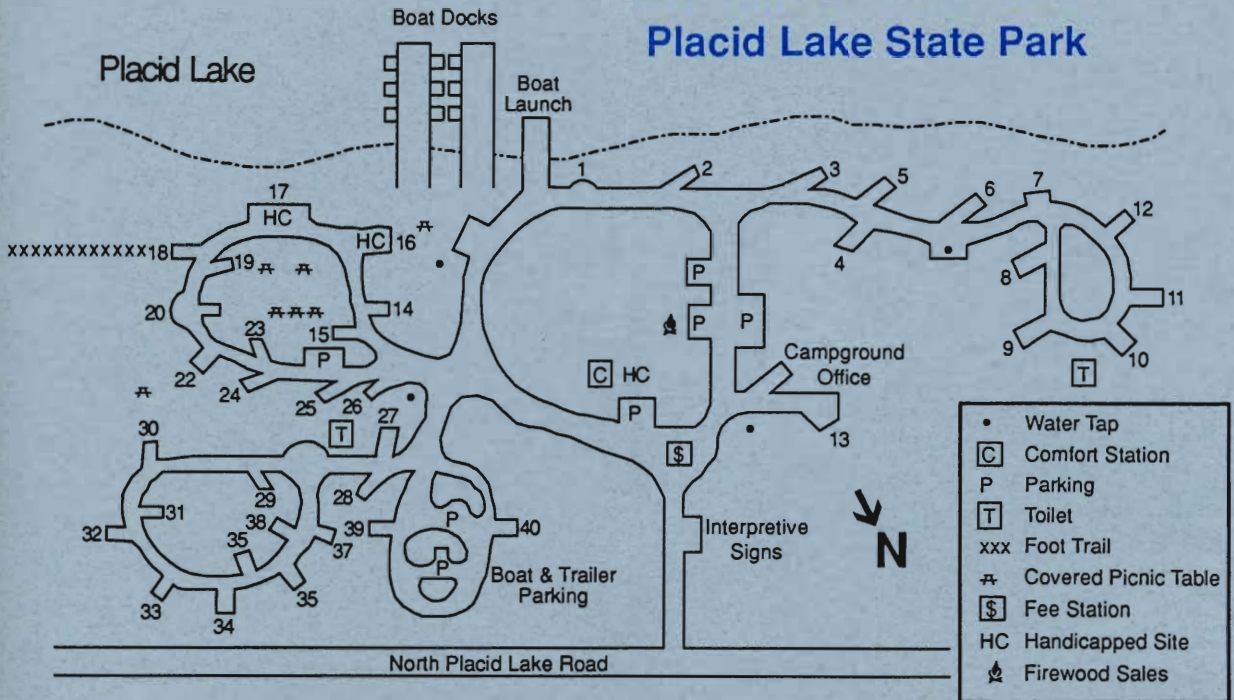 Boat Docks
Placid Lake State Park
Placid Lake
Boat
Launch
1
2
3
5
6
7
12
17
HC
HC 16
xxxxxxxxxxxx18
19
4
8
11
20
14
P
15
23
P
P
P
9
10
22
24
25
26
27
C HC
P
Campground
Office
T
13
30
T
$
29
28
31
32
38
35
37
39
P
40
P
Interpretive
Signs
N
33
34
35
Boat & Trailer
Parking
North Placid Lake Road
• Water Tap
C Comfort Station
P Parking
T Toilet
xxx Foot Trail
Covered Picnic Table
$ Fee Station
HC Handicapped Site
Firewood Sales